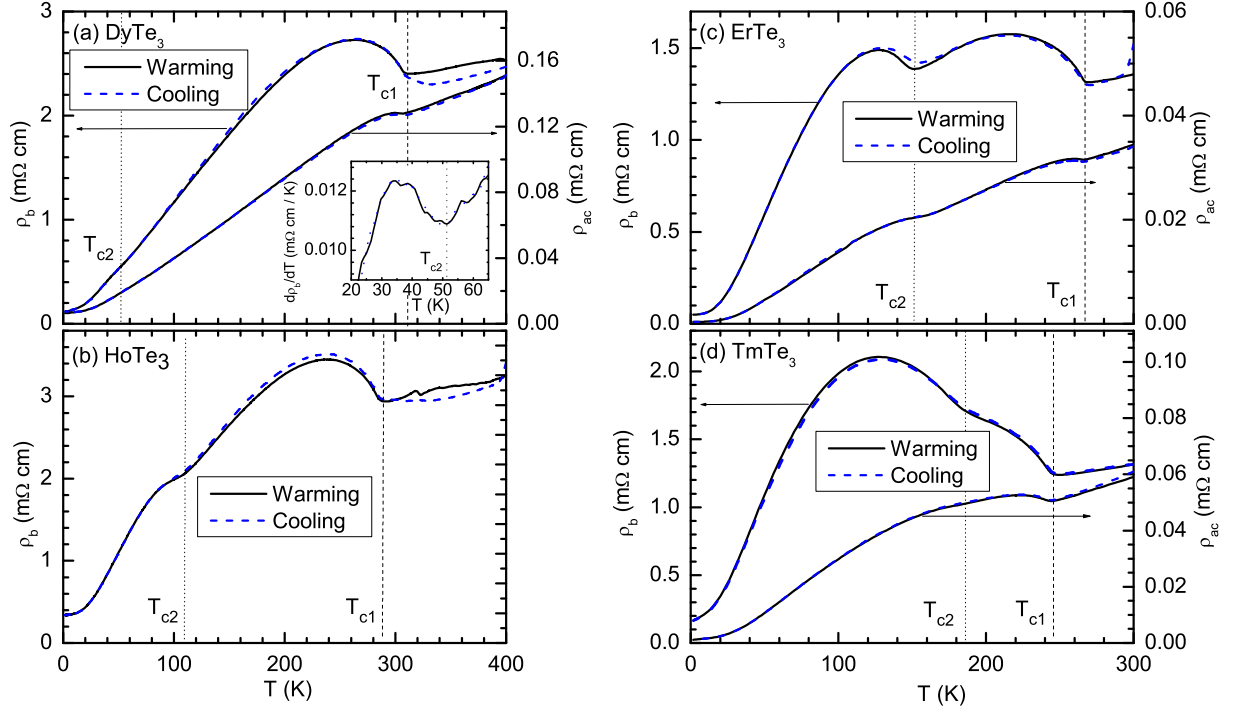 (a) DyTe3
Warming
Cooling
Tc1
Tc2
3
2
1
0
ρb (mΩ cm)
0.16
0.12
0.08
0.04
0.00
ρac (mΩ cm)
0.012
0.010
dρb/dT (mΩ cm / K)
Tc2
20 30 40 50 60
T (K)
(b) HoTe3
3
2
1
0
ρb (mΩ cm)
Warming
Cooling
Tc2
Tc1
0 100 200 300 400
T (K)
(c) ErTe3
1.5
1.0
0.5
0.0
ρb (mΩ cm)
Warming
Cooling
Tc2
Tc1
0.06
0.04
0.02
0.00
ρac (mΩ cm)
(d) TmTe3
2.0
1.5
1.0
0.5
0.0
ρb (mΩ cm)
Warming
Cooling
Tc2
Tc1
0.10
0.08
0.06
0.04
0.02
0.00
ρac (mΩ cm)
0 100 200 300
T (K)